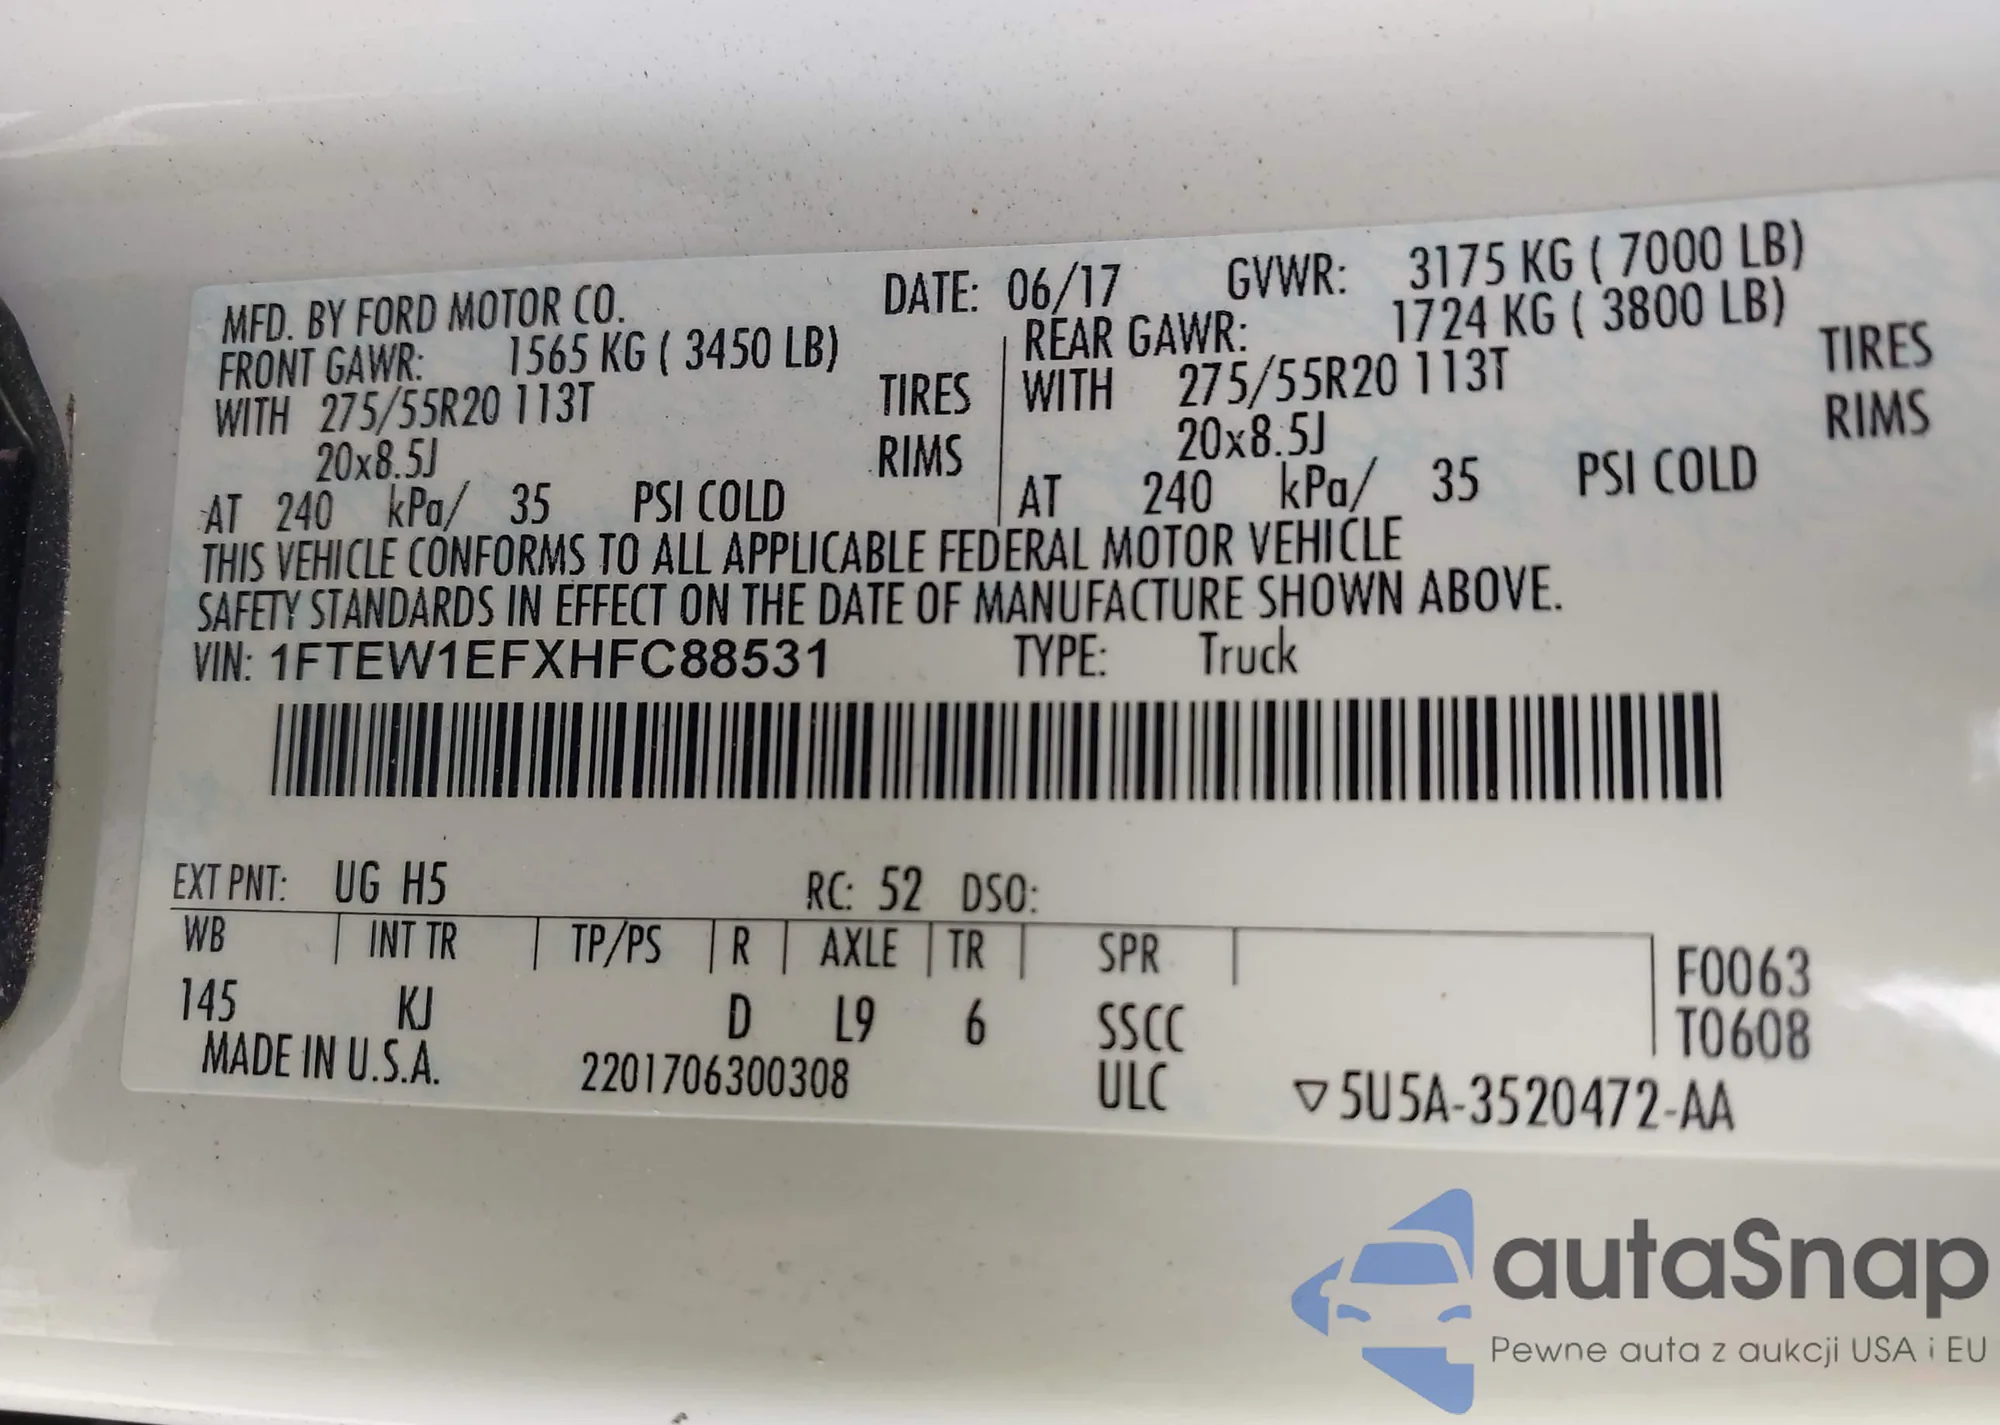 MFD. BY FORD MOTOR CO. DATE: 06/17 GVWR: 3175 KG ( 7000 LB)
FRONT GAWR: 1565 KG ( 3450 LB) REAR GAWR: 1724 KG ( 3800 LB)
WITH 275/55R20 113T TIRES WITH 275/55R20 113T TIRES
20x8.5J RIMS 20x8.5J RIMS
AT 240 kPa/ 35 PSI COLD AT 240 kPa/ 35 PSI COLD
THIS VEHICLE CONFORMS TO ALL APPLICABLE FEDERAL MOTOR VEHICLE
SAFETY STANDARDS IN EFFECT ON THE DATE OF MANUFACTURE SHOWN ABOVE.
VIN: 1FTEW1EFXHFC88531 TYPE: Truck
EXT PNT: UG H5 RC: 52 DSO:
WB INT TR TP/PS R AXLE TR SPR F0063
145 KJ D L9 6 SSCC T0608
MADE IN U.S.A. 2201706300308 ULC ▽5U5A-3520472-AA
autaSnap
Pewne auta z aukcji USA i EU